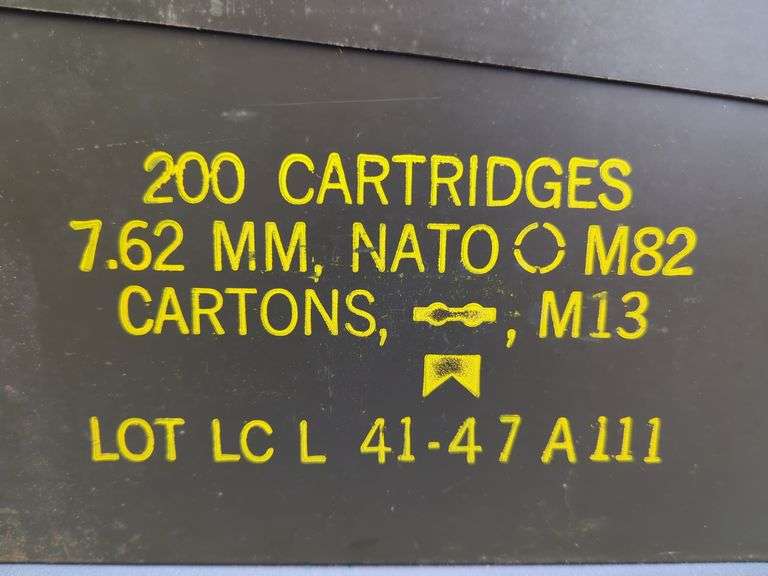 200 CARTRIDGES
7.62 MM, NATO M82
CARTONS, , M13
LOT LC L 41-47 A111